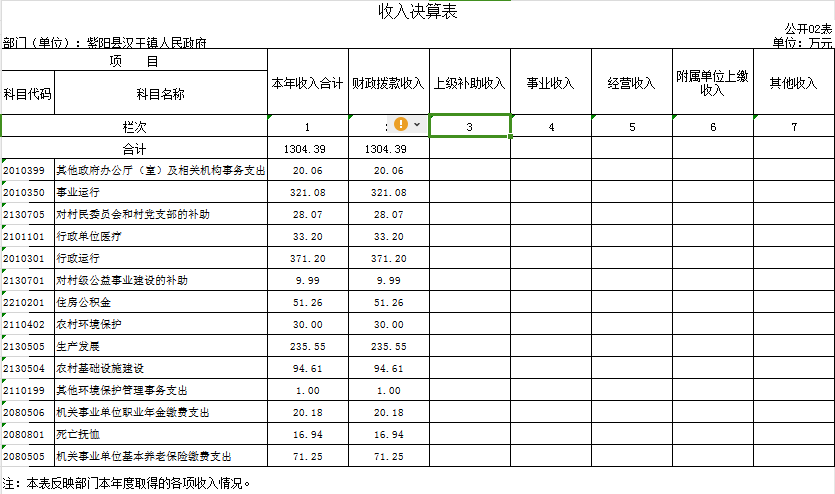 收入决算表
公开02表
部门（单位）：紫阳县汉王镇人民政府 单位：万元
项 目 本年收入合计 财政拨款收入 上级补助收入 事业收入 经营收入 附属单位上缴收入 其他收入
科目代码 科目名称
栏次 1 3 4 5 6 7
合计 1304.39 1304.39
2010399 其他政府办公厅（室）及相关机构事务支出 20.06 20.06
2010350 事业运行 321.08 321.08
2130705 对村民委员会和村党支部的补助 28.07 28.07
2101101 行政单位医疗 33.20 33.20
2010301 行政运行 371.20 371.20
2130701 对村级公益事业建设的补助 9.99 9.99
2210201 住房公积金 51.26 51.26
2110402 农村环境保护 30.00 30.00
2130505 生产发展 235.55 235.55
2130504 农村基础设施建设 94.61 94.61
2110199 其他环境保护管理事务支出 1.00 1.00
2080506 机关事业单位职业年金缴费支出 20.18 20.18
2080801 死亡抚恤 16.94 16.94
2080505 机关事业单位基本养老保险缴费支出 71.25 71.25
注：本表反映部门本年度取得的各项收入情况。